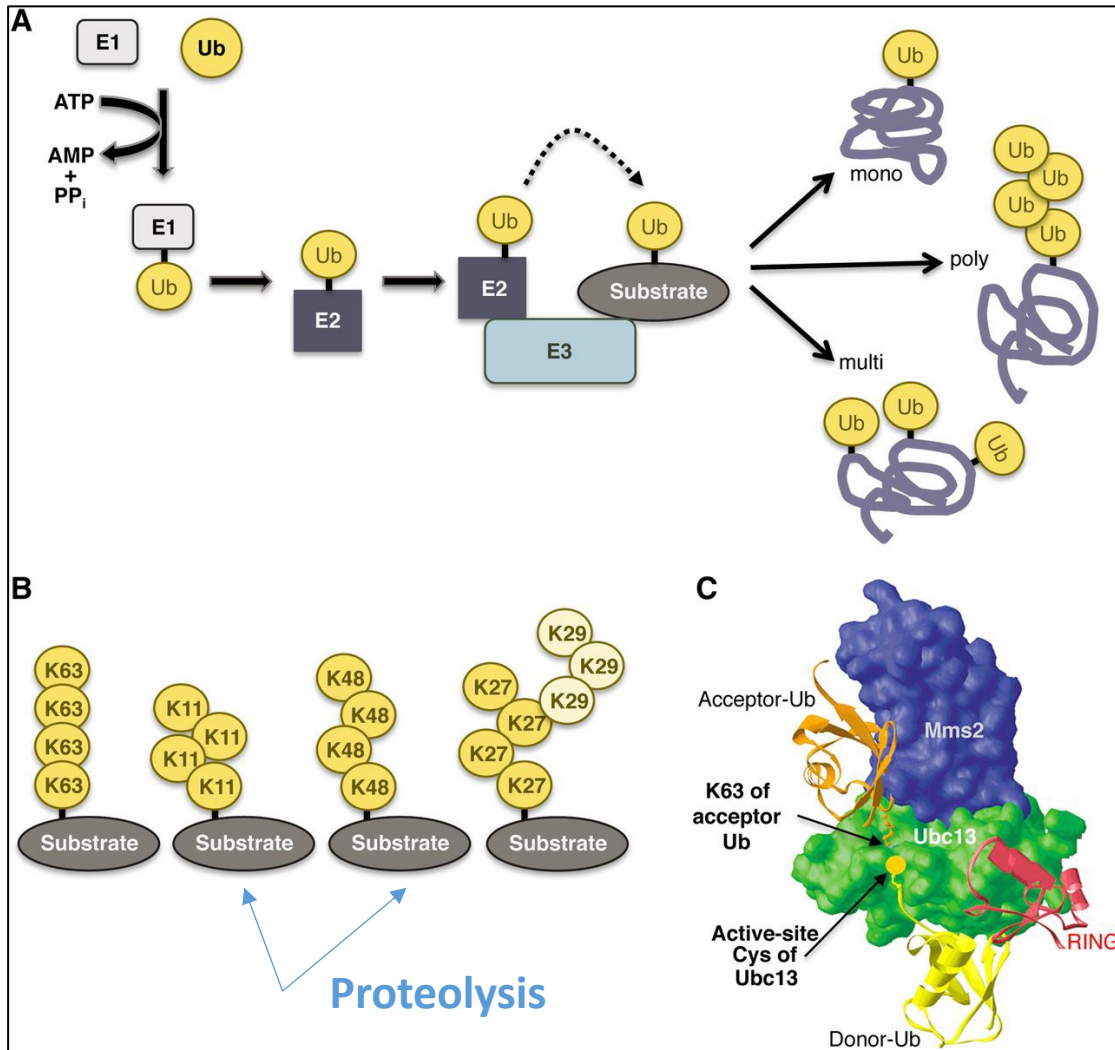 A
E1
Ub
ATP
AMP
+
PPi
E1
Ub
Ub
E2
Ub
E2
Ub
Substrate
E3
Ub
mono
Ub
Ub
Ub
Ub
poly
multi
Ub
Ub
Ub
B
K63
K63
K63
K63
Substrate
K11
K11
K11
K11
Substrate
K48
K48
K48
K48
Substrate
K29
K29
K29
K27
K27
K27
K27
Substrate
Proteolysis
C
Acceptor-Ub
Mms2
K63 of
acceptor
Ub
Ubc13
Active-site
Cys of
Ubc13
RING
Donor-Ub